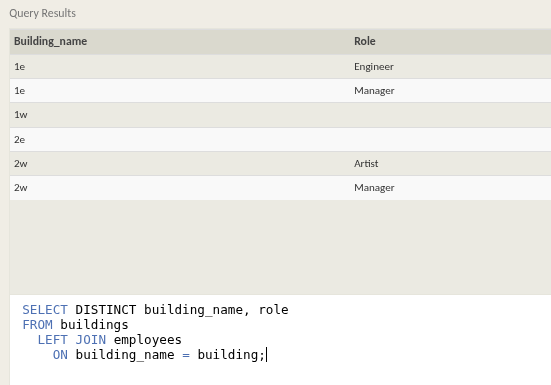 Query Results
Building_name Role
1e Engineer
1e Manager
1w
2e
2w Artist
2w Manager
SELECT DISTINCT building_name, role
FROM buildings
LEFT JOIN employees
ON building_name = building;